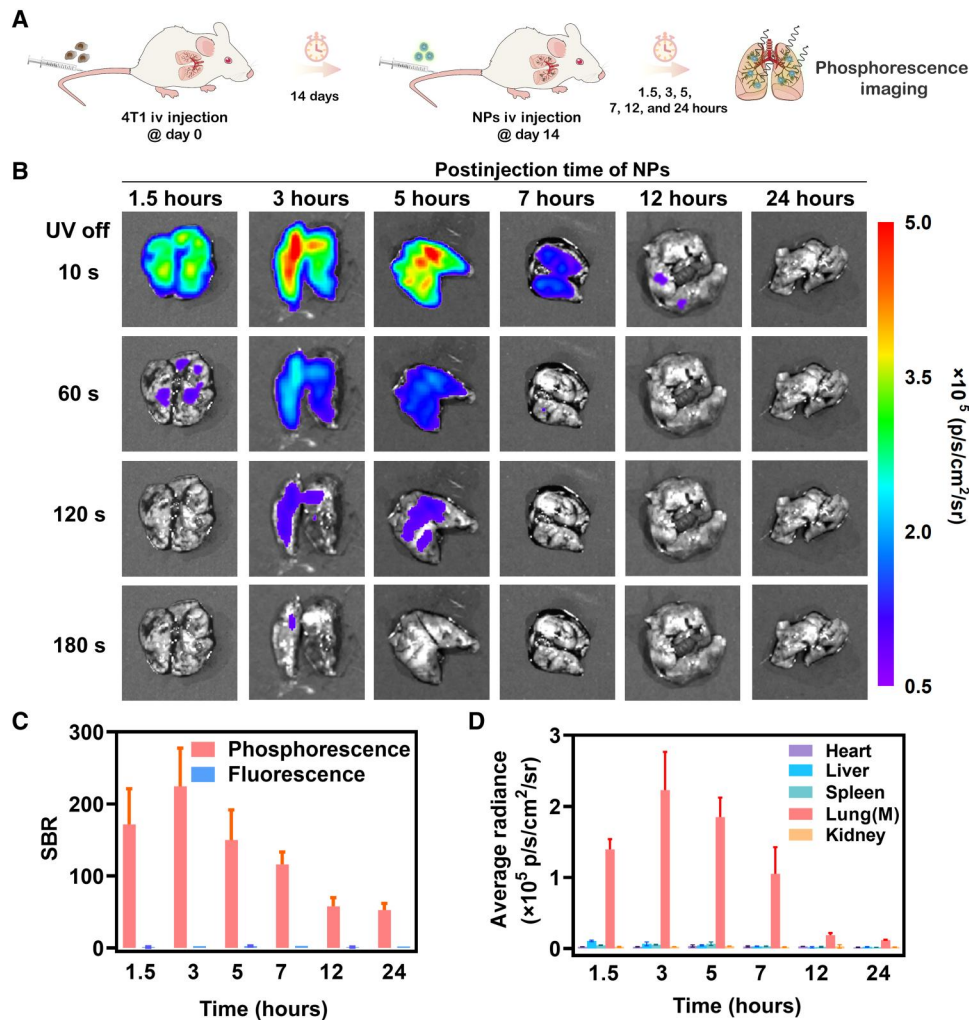 A
14 days
1.5, 3, 5,
7, 12, and 24 hours
Phosphorescence
imaging
4T1 iv injection
@ day 0
NPs iv injection
@ day 14
B
Postinjection time of NPs
1.5 hours 3 hours 5 hours 7 hours 12 hours 24 hours
UV off
10 s
60 s
120 s
180 s
5.0
3.5
2.0
0.5
×10 5 (p/s/cm2/sr)
C
300
200
100
0
SBR
Phosphorescence
Fluorescence
1.5 3 5 7 12 24
Time (hours)
D
3
2
1
0
Average radiance
(×10⁵ p/s/cm²/sr)
Heart
Liver
Spleen
Lung(M)
Kidney
1.5 3 5 7 12 24
Time (hours)